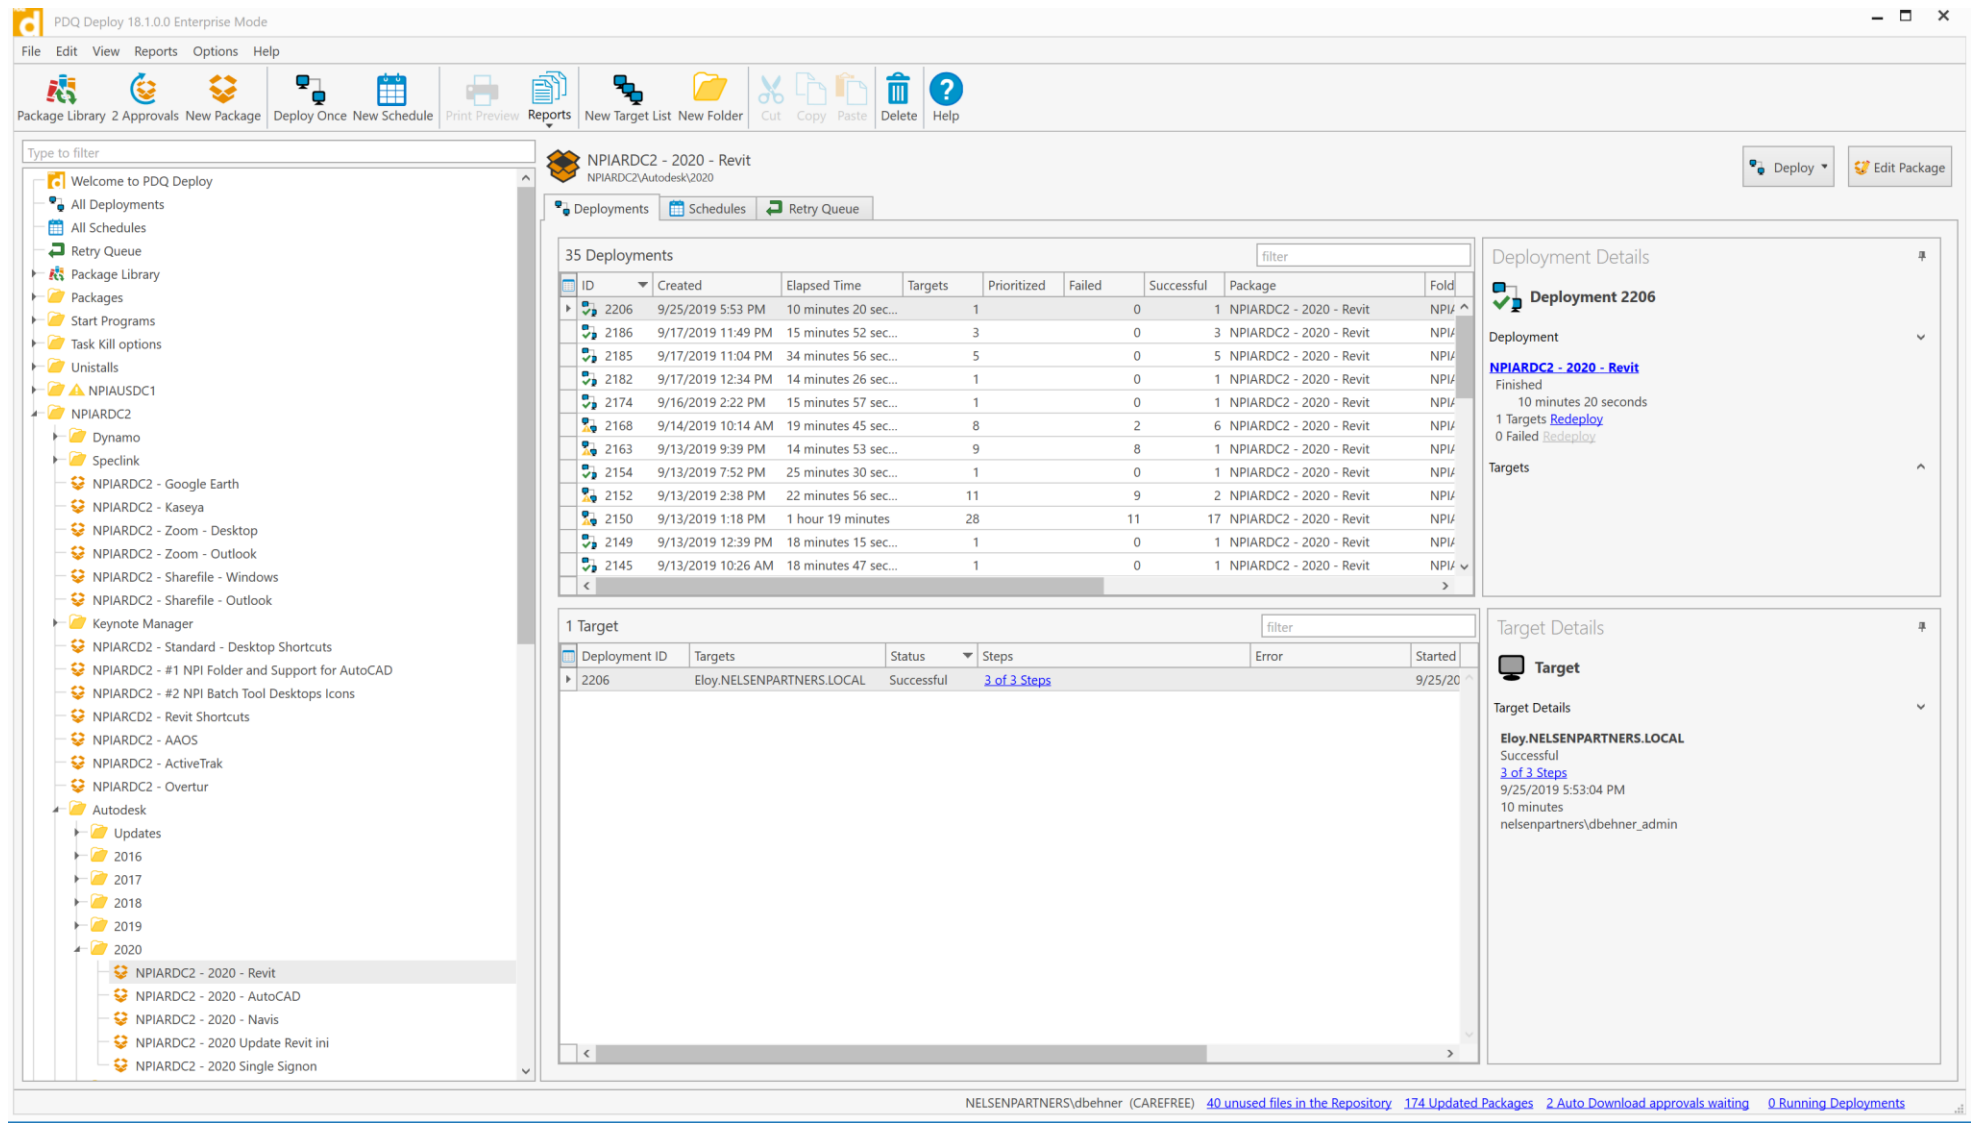 PDQ Deploy 18.1.0.0 Enterprise Mode
File Edit View Reports Options Help
Package Library 2 Approvals New Package Deploy Once New Schedule Print Preview Reports New Target List New Folder Cut Copy Paste Delete Help
Type to filter
Welcome to PDQ Deploy
All Deployments
All Schedules
Retry Queue
Package Library
Packages
Start Programs
Task Kill options
Unistalls
NPIAUSDC1
NPIARDC2
Dynamo
Speclink
NPIARDC2 - Google Earth
NPIARDC2 - Kaseya
NPIARDC2 - Zoom - Desktop
NPIARDC2 - Zoom - Outlook
NPIARDC2 - Sharefile - Windows
NPIARDC2 - Sharefile - Outlook
Keynote Manager
NPIARCD2 - Standard - Desktop Shortcuts
NPIARDC2 - #1 NPI Folder and Support for AutoCAD
NPIARDC2 - #2 NPI Batch Tool Desktops Icons
NPIARCD2 - Revit Shortcuts
NPIARCD2 - AAOS
NPIARDC2 - ActiveTrak
NPIARDC2 - Overtur
Autodesk
Updates
2016
2017
2018
2019
2020
NPIARDC2 - 2020 - Revit
NPIARDC2 - 2020 - AutoCAD
NPIARDC2 - 2020 - Navis
NPIARDC2 - 2020 Update Revit ini
NPIARDC2 - 2020 Single Signon
NPIARDC2 - 2020 - Revit
NPIARDC2\Autodesk\2020
Deploy Edit Package
Deployments Schedules Retry Queue
35 Deployments filter
ID Created Elapsed Time Targets Prioritized Failed Successful Package Fold
2206 9/25/2019 5:53 PM 10 minutes 20 sec... 1 0 1 NPIARDC2 - 2020 - Revit NPIA
2186 9/17/2019 11:49 PM 15 minutes 52 sec... 3 0 3 NPIARDC2 - 2020 - Revit NPIA
2185 9/17/2019 11:04 PM 34 minutes 56 sec... 5 0 5 NPIARDC2 - 2020 - Revit NPIA
2182 9/17/2019 12:34 PM 14 minutes 26 sec... 1 0 1 NPIARDC2 - 2020 - Revit NPIA
2174 9/16/2019 2:22 PM 15 minutes 57 sec... 1 0 1 NPIARDC2 - 2020 - Revit NPIA
2168 9/14/2019 10:14 AM 19 minutes 45 sec... 8 2 6 NPIARDC2 - 2020 - Revit NPIA
2163 9/13/2019 9:39 PM 14 minutes 53 sec... 9 8 1 NPIARDC2 - 2020 - Revit NPIA
2154 9/13/2019 7:52 PM 25 minutes 30 sec... 1 0 1 NPIARDC2 - 2020 - Revit NPIA
2152 9/13/2019 2:38 PM 22 minutes 56 sec... 11 9 2 NPIARDC2 - 2020 - Revit NPIA
2150 9/13/2019 1:18 PM 1 hour 19 minutes 28 11 17 NPIARDC2 - 2020 - Revit NPIA
2149 9/13/2019 12:39 PM 18 minutes 15 sec... 1 0 1 NPIARDC2 - 2020 - Revit NPIA
2145 9/13/2019 10:26 AM 18 minutes 47 sec... 1 0 1 NPIARDC2 - 2020 - Revit NPIA
Deployment Details
Deployment 2206
Deployment
NPIARDC2 - 2020 - Revit
Finished
10 minutes 20 seconds
1 Targets Redeploy
0 Failed Redeploy
Targets
1 Target filter
Deployment ID Targets Status Steps Error Started
2206 Eloy.NELSENPARTNERS.LOCAL Successful 3 of 3 Steps 9/25/20
Target Details
Target
Target Details
Eloy.NELSENPARTNERS.LOCAL
Successful
3 of 3 Steps
9/25/2019 5:53:04 PM
10 minutes
nelsenpartners\dbehner_admin
NELSENPARTNERS\dbehner (CAREFREE) 40 unused files in the Repository 174 Updated Packages 2 Auto Download approvals waiting 0 Running Deployments